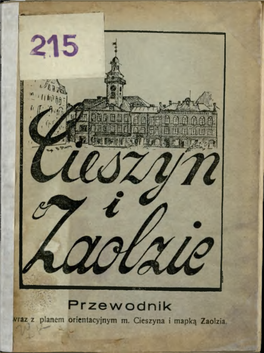 215
Cieszyn
i
Zaolzie
Przewodnik
wraz z planem orientacyjnym m. Cieszyna i mapką Zaolzia.